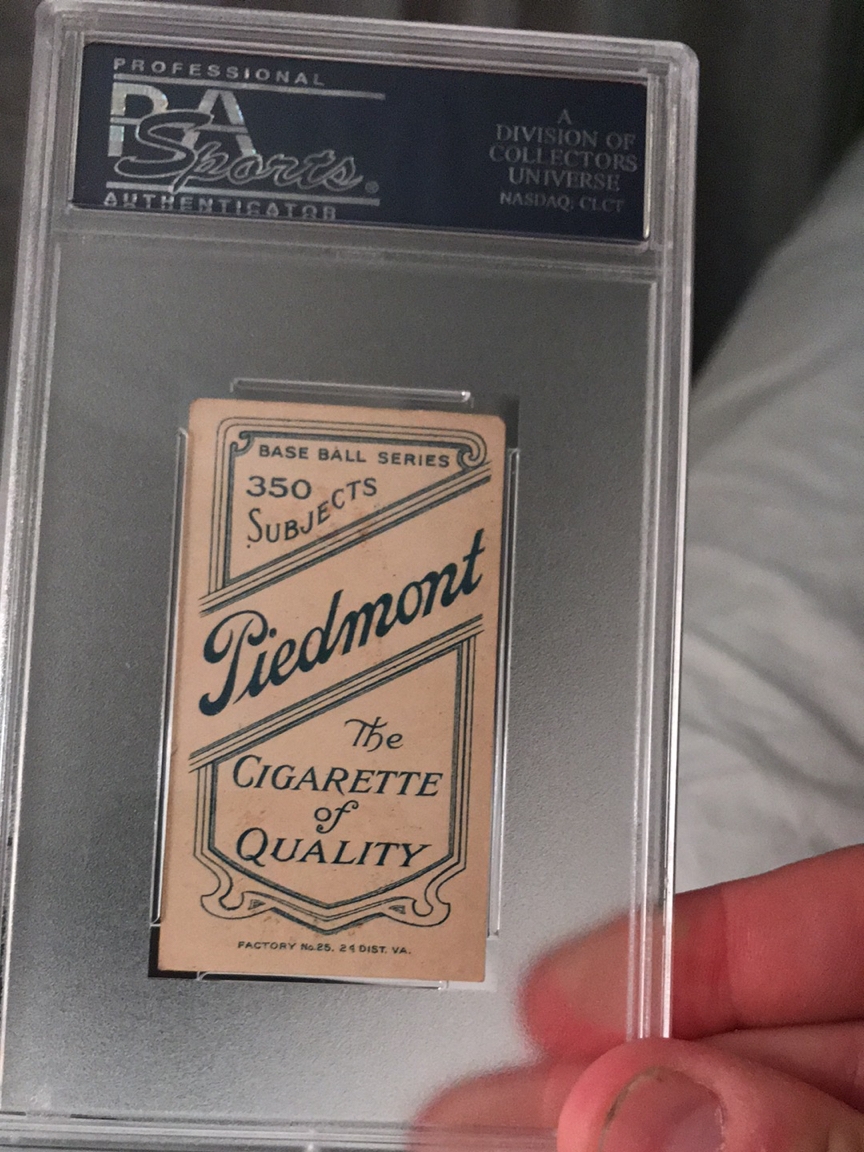 PROFESSIONAL
PSA
Sports®
AUTHENTICATOR
A
DIVISION OF
COLLECTORS
UNIVERSE
NASDAQ: CLCT
BASE BALL SERIES
350
SUBJECTS
Piedmont
The
CIGARETTE
of
QUALITY
FACTORY No. 25, 2d DIST. VA.